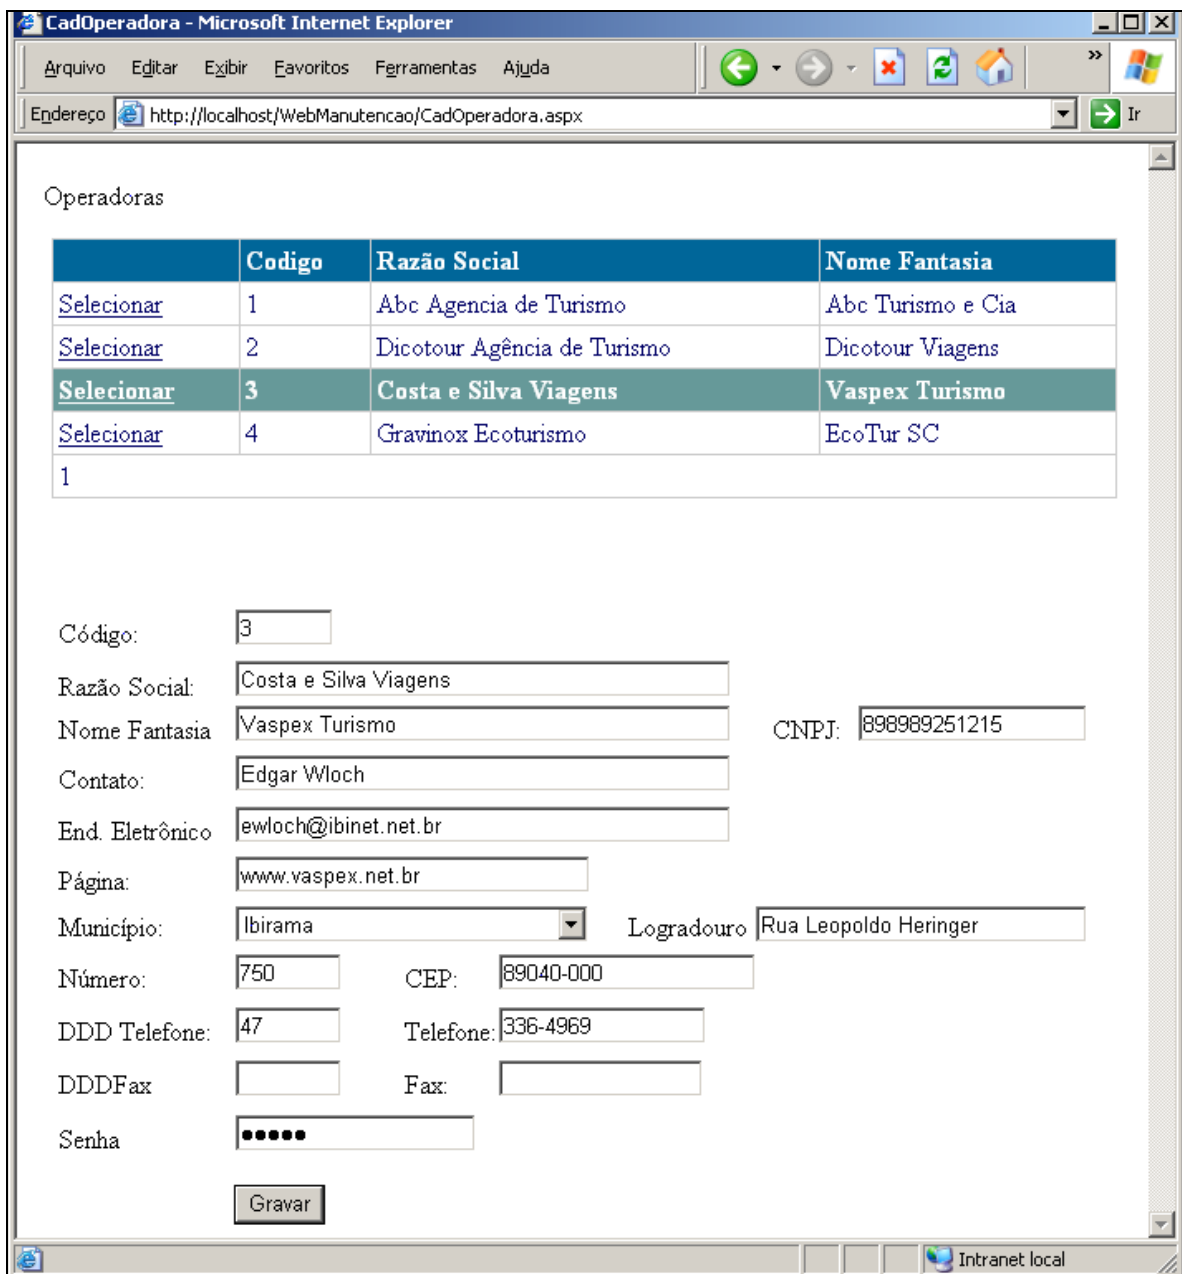 CadOperadora - Microsoft Internet Explorer
Arquivo Editar Exibir Favoritos Ferramentas Ajuda »
Endereço http://localhost/WebManutencao/CadOperadora.aspx Ir
Operadoras
Codigo Razão Social Nome Fantasia
Selecionar 1 Abc Agencia de Turismo Abc Turismo e Cia
Selecionar 2 Dicotour Agência de Turismo Dicotour Viagens
Selecionar 3 Costa e Silva Viagens Vaspex Turismo
Selecionar 4 Gravinox Ecoturismo EcoTur SC
1
Código: 3
Razão Social: Costa e Silva Viagens
Nome Fantasia Vaspex Turismo CNPJ: 898989251215
Contato: Edgar Wloch
End. Eletrônico ewloch@ibinet.net.br
Página: www.vaspex.net.br
Município: Ibirama Logradouro Rua Leopoldo Heringer
Número: 750 CEP: 89040-000
DDD Telefone: 47 Telefone: 336-4969
DDDFax Fax:
Senha ●●●●●
Gravar
Intranet local